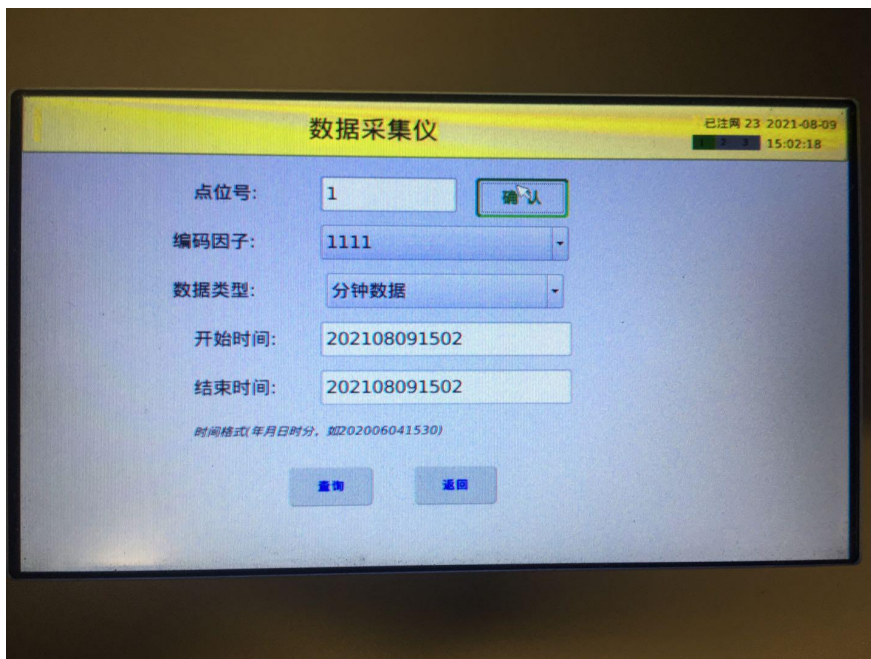 数据采集仪
已注网 23 2021-08-09
1 2 3 15:02:18
点位号: 1 确认
编码因子: 1111
数据类型: 分钟数据
开始时间: 202108091502
结束时间: 202108091502
时间格式(年月日时分，如202006041530)
查询 返回